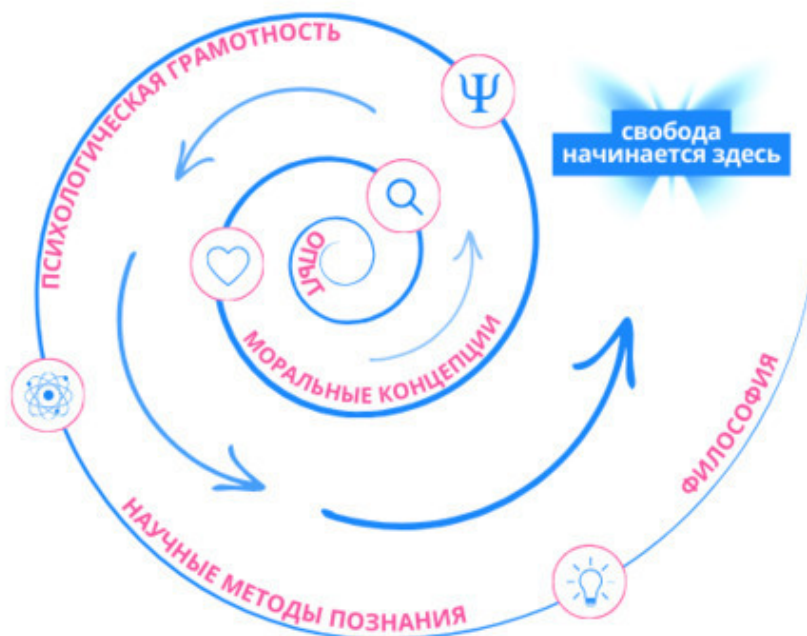 ПСИХОЛОГИЧЕСКАЯ ГРАМОТНОСТЬ
Ψ
свобода
начинается здесь
ОПЫТ
МОРАЛЬНЫЕ КОНЦЕПЦИИ
ФИЛОСОФИЯ
НАУЧНЫЕ МЕТОДЫ ПОЗНАНИЯ